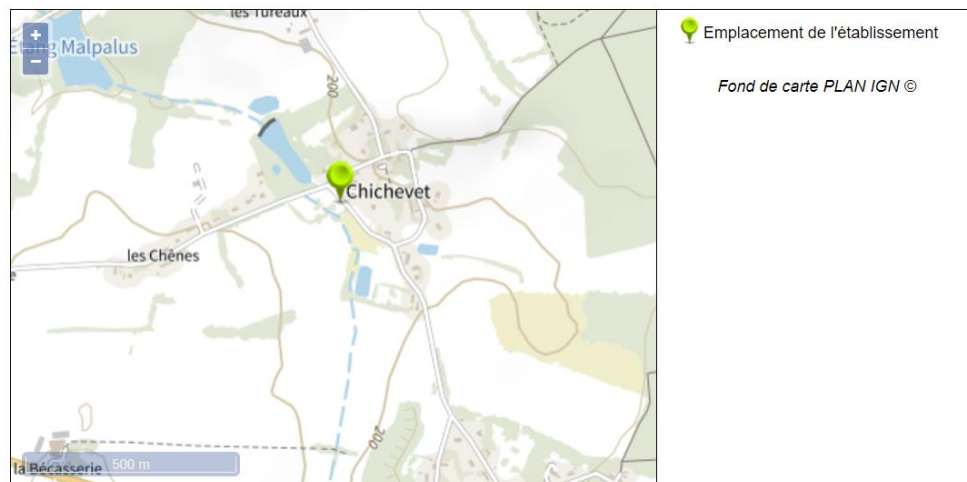 les Tureaux
+
Étang Malpalus
−
200
Chichevet
les Chênes
e
200
la Bécasserie
500 m
Emplacement de l'établissement
Fond de carte PLAN IGN ©